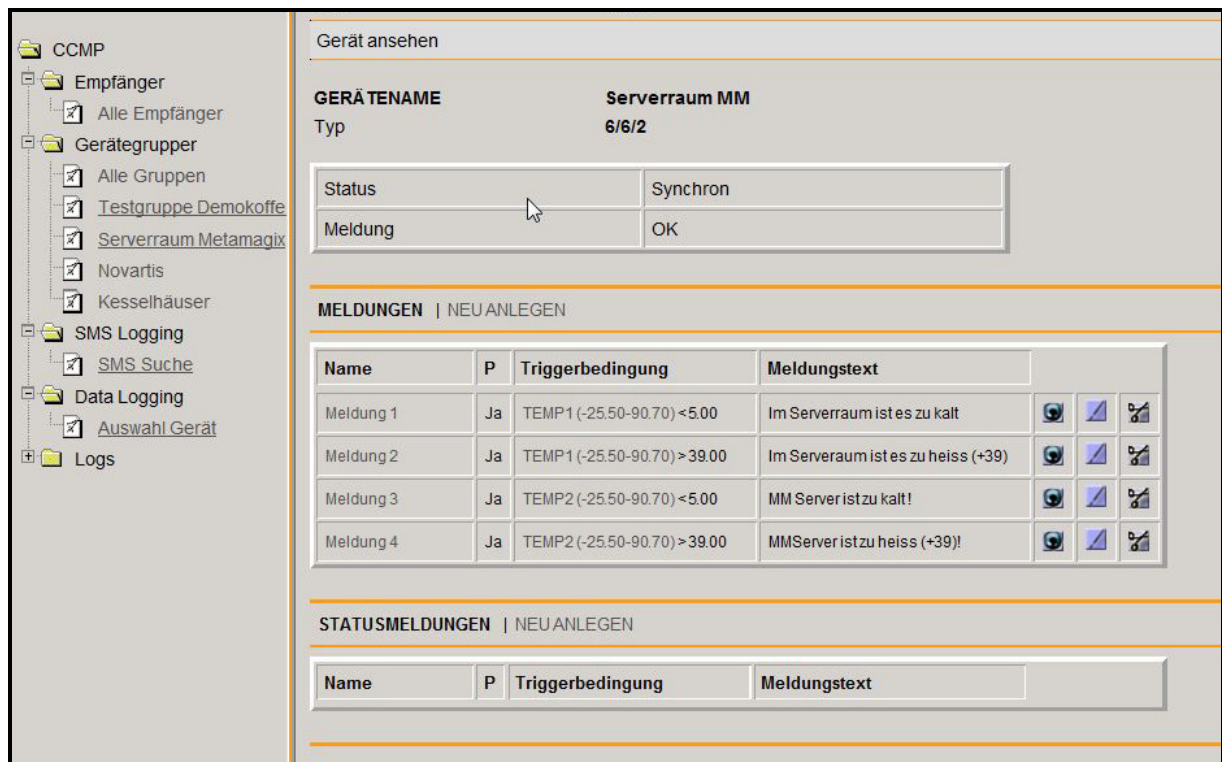 CCMP
Empfänger
Alle Empfänger
Gerätegrupper
Alle Gruppen
Testgruppe Demokoffe
Serverraum Metamagix
Novartis
Kesselhäuser
SMS Logging
SMS Suche
Data Logging
Auswahl Gerät
Logs
Gerät ansehen
GERÄTENAME Serverraum MM
Typ 6/6/2
Status Synchron
Meldung OK
MELDUNGEN | NEU ANLEGEN
Name P Triggerbedingung Meldungstext
Meldung 1 Ja TEMP1 (-25.50-90.70) <5.00 Im Serverraum ist es zu kalt
Meldung 2 Ja TEMP1 (-25.50-90.70) >39.00 Im Serveraum ist es zu heiss (+39)
Meldung 3 Ja TEMP2 (-25.50-90.70) <5.00 MM Server ist zu kalt!
Meldung 4 Ja TEMP2 (-25.50-90.70) >39.00 MMServer ist zu heiss (+39)!
STATUSMELDUNGEN | NEU ANLEGEN
Name P Triggerbedingung Meldungstext